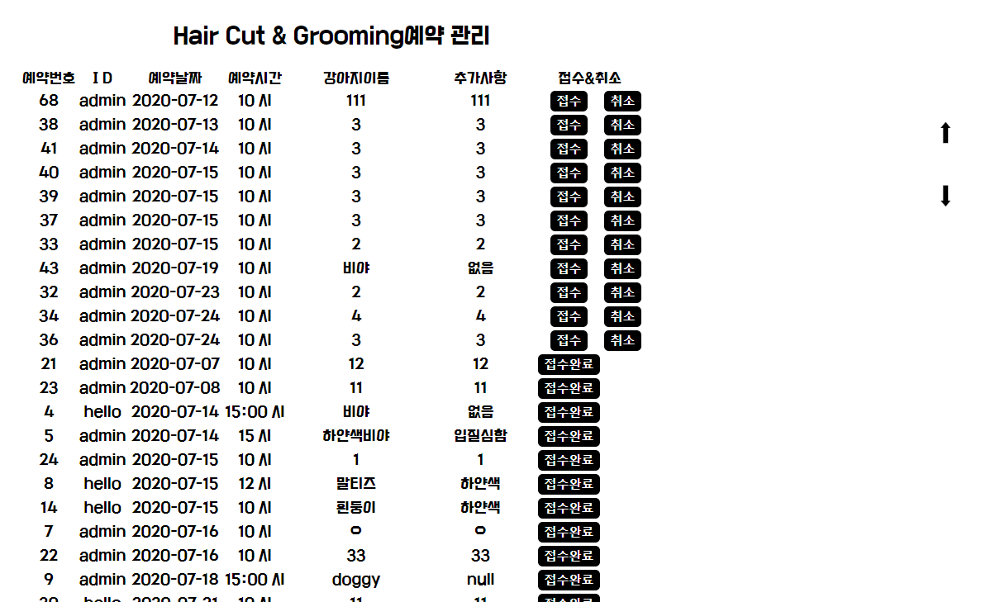 Hair Cut & Grooming예약 관리
예약번호 I D 예약날짜 예약시간 강아지이름 추가사항 접수&취소
68 admin 2020-07-12 10 시 111 111 접수 취소
38 admin 2020-07-13 10 시 3 3 접수 취소
41 admin 2020-07-14 10 시 3 3 접수 취소
40 admin 2020-07-15 10 시 3 3 접수 취소
39 admin 2020-07-15 10 시 3 3 접수 취소
37 admin 2020-07-15 10 시 3 3 접수 취소
33 admin 2020-07-15 10 시 2 2 접수 취소
43 admin 2020-07-19 10 시 비야 없음 접수 취소
32 admin 2020-07-23 10 시 2 2 접수 취소
34 admin 2020-07-24 10 시 4 4 접수 취소
36 admin 2020-07-24 10 시 3 3 접수 취소
21 admin 2020-07-07 10 시 12 12 접수완료
23 admin 2020-07-08 10 시 11 11 접수완료
4 hello 2020-07-14 15:00 시 비야 없음 접수완료
5 admin 2020-07-14 15 시 하얀색비야 입질심함 접수완료
24 admin 2020-07-15 10 시 1 1 접수완료
8 hello 2020-07-15 12 시 말티즈 하얀색 접수완료
14 hello 2020-07-15 10 시 흰둥이 하얀색 접수완료
7 admin 2020-07-16 10 시 ㅇ ㅇ 접수완료
22 admin 2020-07-16 10 시 33 33 접수완료
9 admin 2020-07-18 15:00 시 doggy null 접수완료